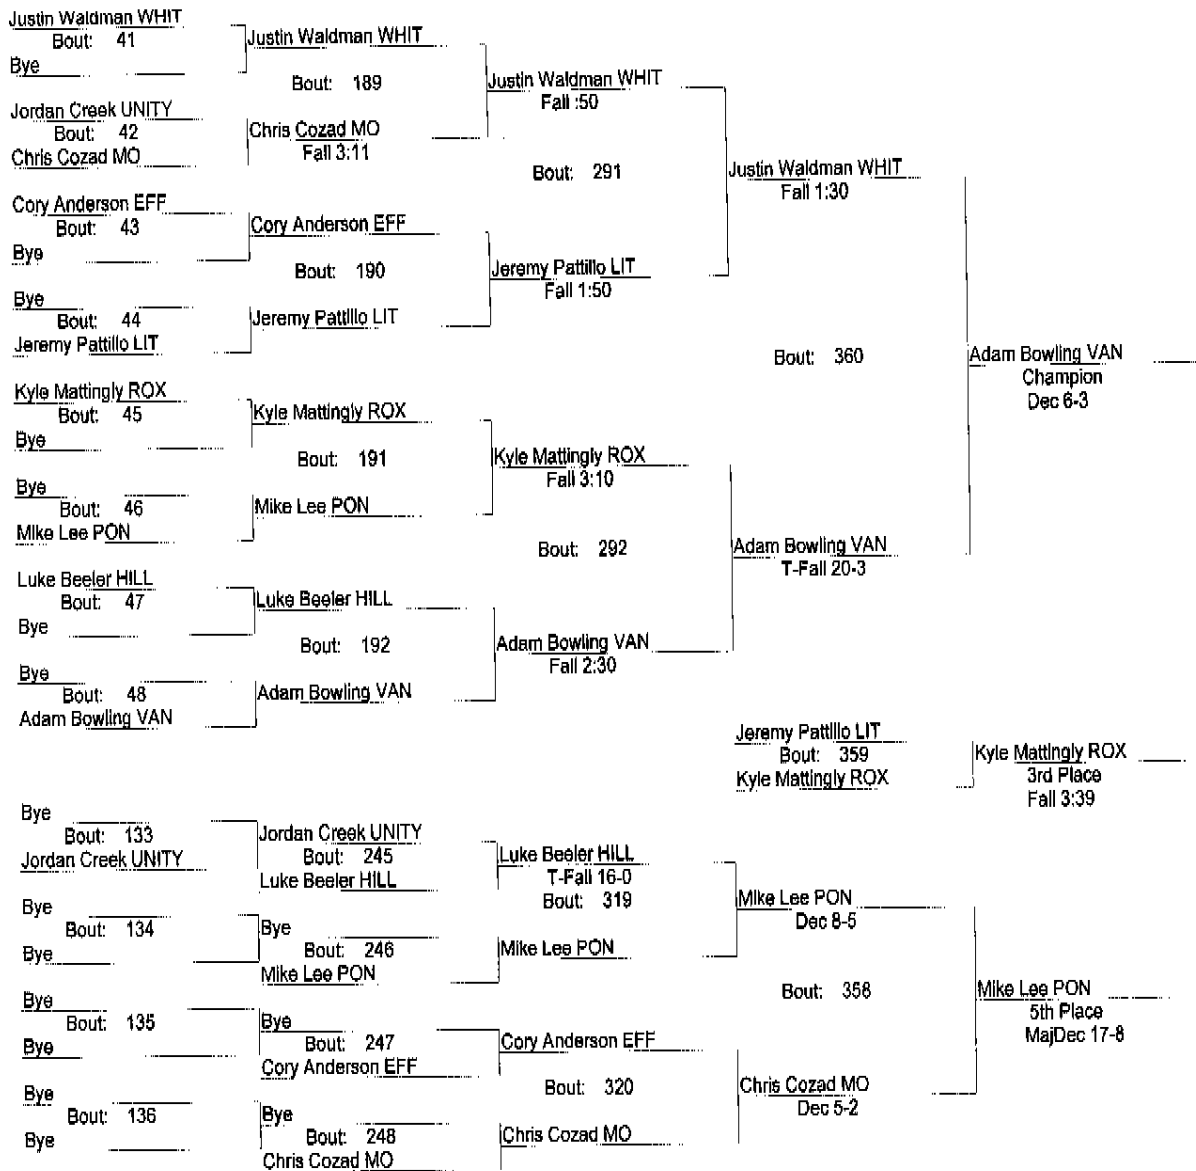 Justin Waldman WHIT
Bout: 41
Bye
Justin Waldman WHIT
Bout: 189
Jordan Creek UNITY
Bout: 42
Chris Cozad MO
Chris Cozad MO
Fall 3:11
Justin Waldman WHIT
Fall :50
Bout: 291
Cory Anderson EFF
Bout: 43
Bye
Cory Anderson EFF
Bout: 190
Bye
Bout: 44
Jeremy Pattillo LIT
Jeremy Pattillo LIT
Jeremy Pattillo LIT
Fall 1:50
Justin Waldman WHIT
Fall 1:30
Bout: 360
Kyle Mattingly ROX
Bout: 45
Bye
Kyle Mattingly ROX
Bout: 191
Bye
Bout: 46
Mike Lee PON
Mike Lee PON
Kyle Mattingly ROX
Fall 3:10
Bout: 292
Luke Beeler HILL
Bout: 47
Bye
Luke Beeler HILL
Bout: 192
Bye
Bout: 48
Adam Bowling VAN
Adam Bowling VAN
Adam Bowling VAN
Fall 2:30
Adam Bowling VAN
T-Fall 20-3
Adam Bowling VAN
Champion
Dec 6-3
Jeremy Pattillo LIT
Bout: 359
Kyle Mattingly ROX
Kyle Mattingly ROX
3rd Place
Fall 3:39
Bye
Bout: 133
Jordan Creek UNITY
Jordan Creek UNITY
Bout: 245
Luke Beeler HILL
Luke Beeler HILL
T-Fall 16-0
Bout: 319
Bye
Bout: 134
Bye
Bye
Bout: 246
Mike Lee PON
Mike Lee PON
Mike Lee PON
Dec 8-5
Bout: 358
Bye
Bout: 135
Bye
Bye
Bout: 247
Cory Anderson EFF
Cory Anderson EFF
Bout: 320
Bye
Bout: 136
Bye
Bye
Bout: 248
Chris Cozad MO
Chris Cozad MO
Chris Cozad MO
Dec 5-2
Mike Lee PON
5th Place
MajDec 17-8